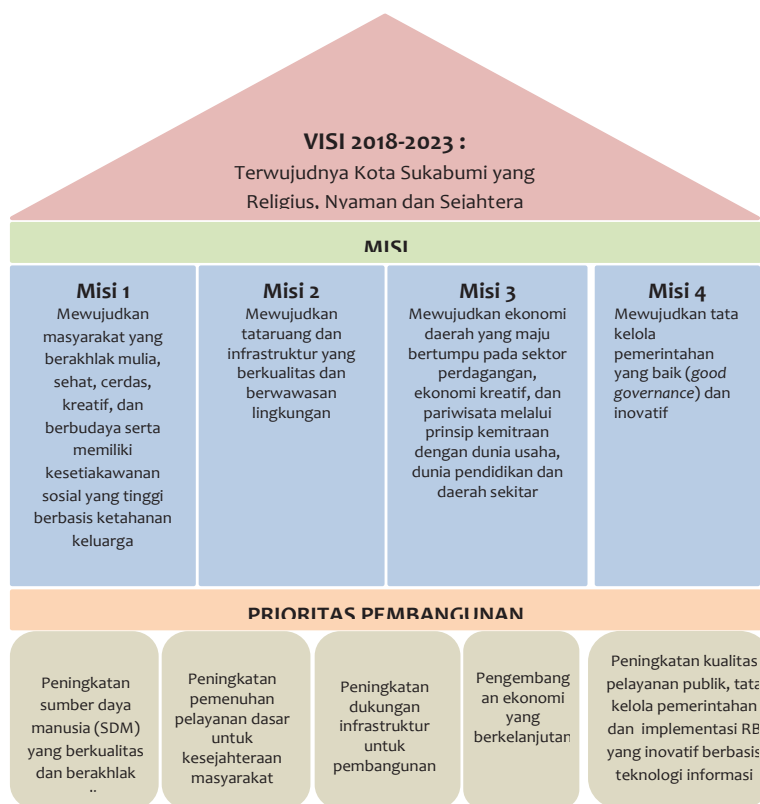 VISI 2018-2023 :
Terwujudnya Kota Sukabumi yang
Religius, Nyaman dan Sejahtera
MISI
Misi 1
Mewujudkan
masyarakat yang
berakhlak mulia,
sehat, cerdas,
kreatif, dan
berbudaya serta
memiliki
kesetiakawanan
sosial yang tinggi
berbasis ketahanan
keluarga
Misi 2
Mewujudkan
tataruang dan
infrastruktur yang
berkualitas dan
berwawasan
lingkungan
Misi 3
Mewujudkan ekonomi
daerah yang maju
bertumpu pada sektor
perdagangan,
ekonomi kreatif, dan
pariwisata melalui
prinsip kemitraan
dengan dunia usaha,
dunia pendidikan dan
daerah sekitar
Misi 4
Mewujudkan tata
kelola
pemerintahan
yang baik (good
governance) dan
inovatif
PRIORITAS PEMBANGUNAN
Peningkatan
sumber daya
manusia (SDM)
yang berkualitas
dan berakhlak
Peningkatan
pemenuhan
pelayanan dasar
untuk
kesejahteraan
masyarakat
Peningkatan
dukungan
infrastruktur
untuk
pembangunan
Pengembang
an ekonomi
yang
berkelanjutan
Peningkatan kualitas
pelayanan publik, tata
kelola pemerintahan
dan implementasi RB
yang inovatif berbasis
teknologi informasi